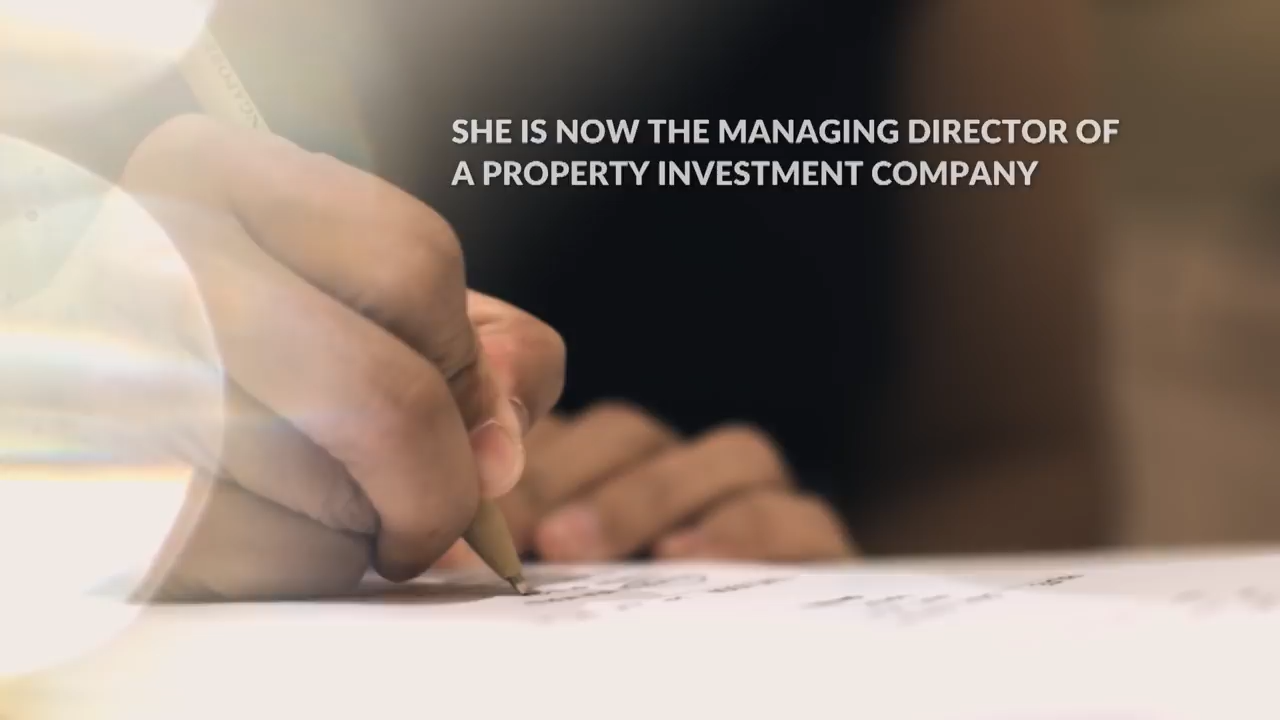 SHE IS NOW THE MANAGING DIRECTOR OF
A PROPERTY INVESTMENT COMPANY